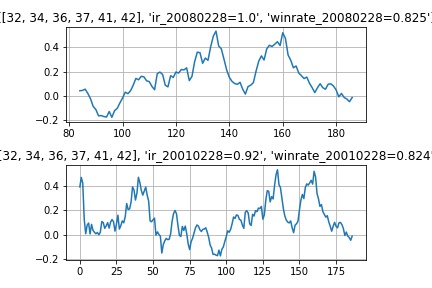 [32, 34, 36, 37, 41, 42], 'ir_20080228=1.0', 'winrate_20080228=0.825']
0.4
0.2
0.0
−0.2
80 100 120 140 160 180
[32, 34, 36, 37, 41, 42], 'ir_20010228=0.92', 'winrate_20010228=0.824'
0.4
0.2
0.0
−0.2
0 25 50 75 100 125 150 175